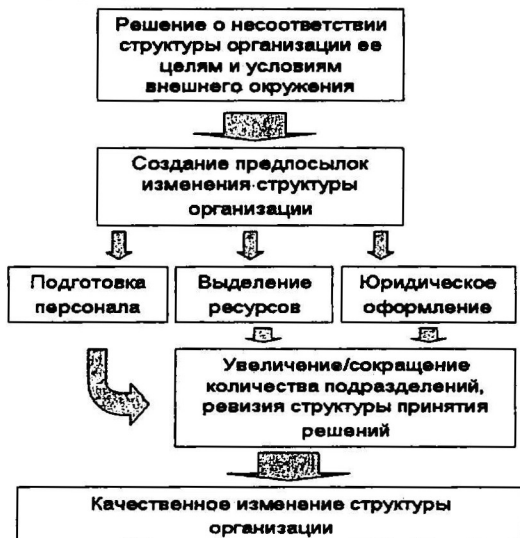 Решение о несоответствии
структуры организации ее
целям и условиям
внешнего окружения
Создание предпосылок
изменения структуры
организации
Подготовка
персонала
Выделение
ресурсов
Юридическое
оформление
Увеличение/сокращение
количества подразделений,
ревизия структуры принятия
решений
Качественное изменение структуры
организации